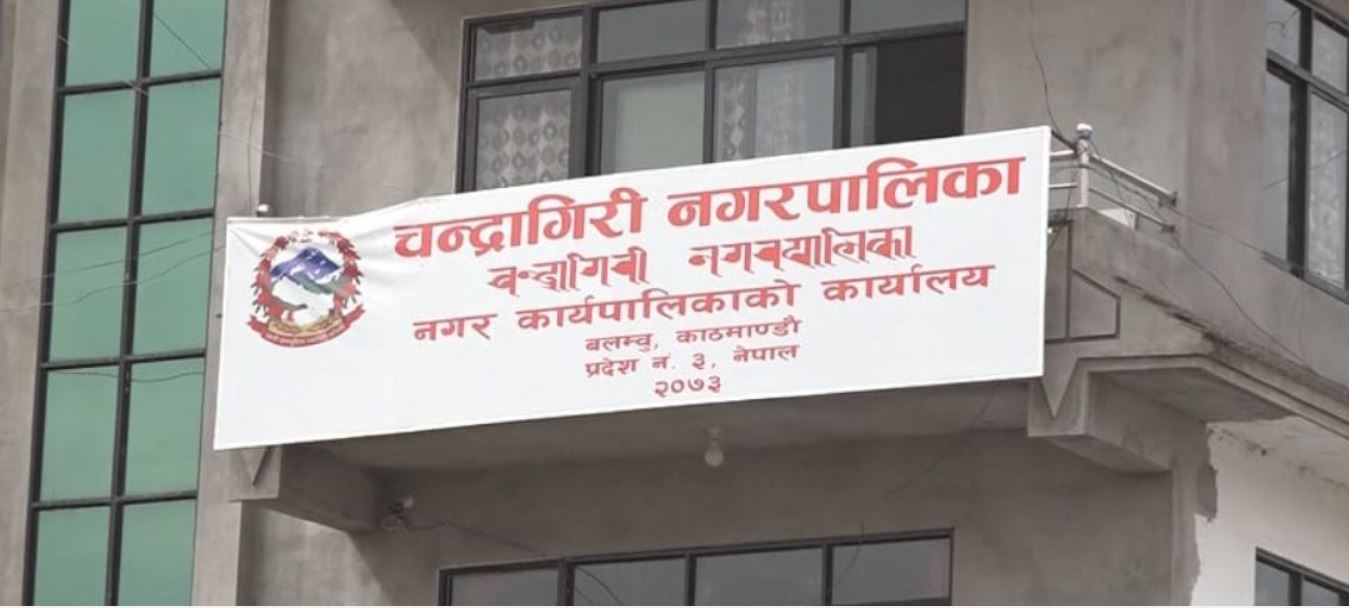 चन्द्रागिरी नगरपालिका
नगर कार्यपालिकाको कार्यालय
बलम्वु, काठमाण्डौ
प्रदेश नं. ३, नेपाल
२०७३